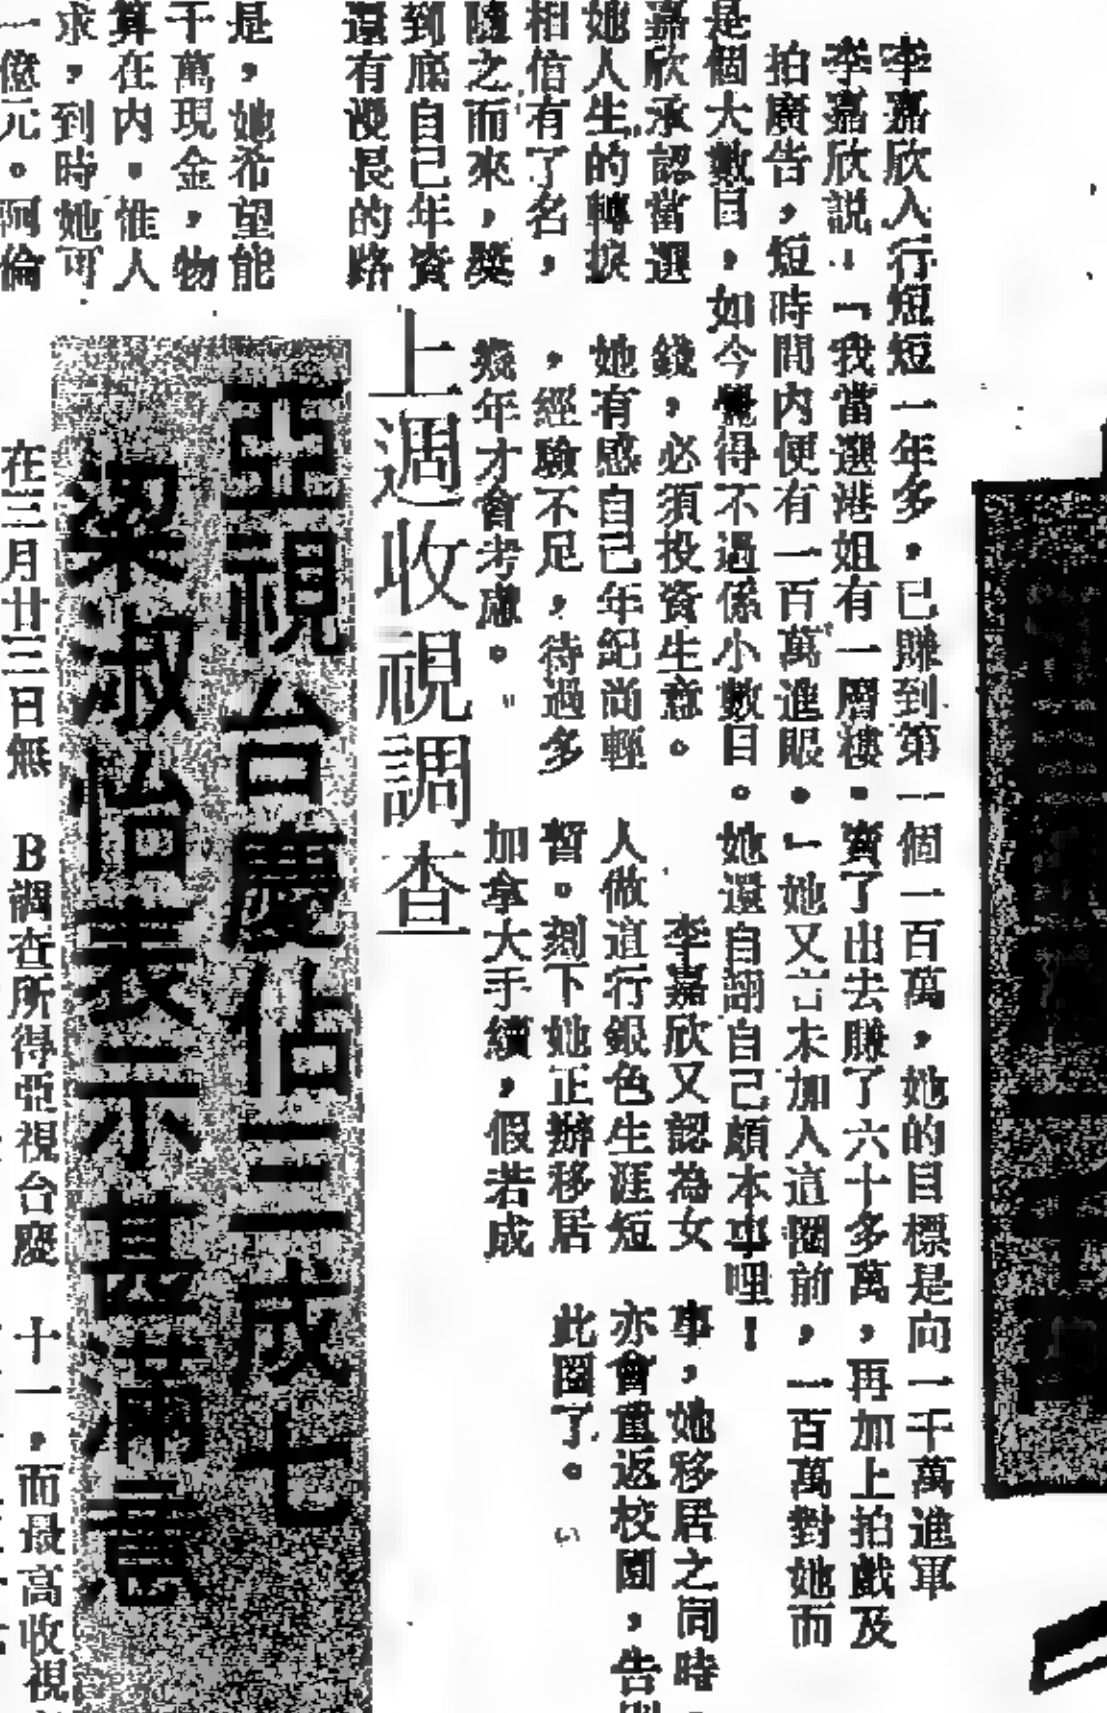 李嘉欣入行短短一年多，已賺到第一個一百萬，她的目標是向一千萬進軍
李嘉欣説：「我當選港姐有一層樓，賣了出去賺了六十多萬，再加上拍戲及
拍廣告，短時間內便有一百萬進賬。」她又言未加入這圈前，一百萬對她而
是個大數目，如今覺得不過係小數目。她還自詡自己頗本事哩！
嘉欣承認當選
她人生的轉捩
相信有了名，
隨之而來，獎
到底自己年資
還有漫長的路
錢，必須投資生意。
她有感自己年紀尚輕
，經驗不足，待過多
幾年才會考慮。"
李嘉欣又認為女
人做這行銀色生涯短
暫。刻下她正辦移居
加拿大手續，假若成
事，她移居之同時，
亦會重返校園，告別
此圈了。
上週收視調查
亞視台慶佔三成七
梁淑怡表示甚滿意
是，她希望能
千萬現金，物
算在內。惟人
求，到時她可
一億元。阿倫
在三月廿三日無
B調查所得亞視台慶
十一，而最高收視